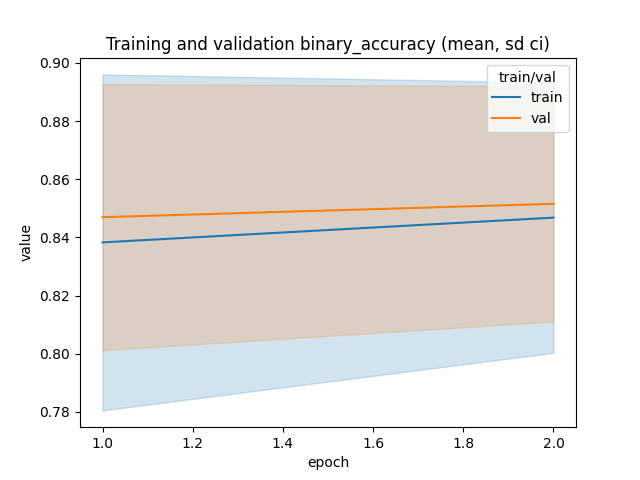 Training and validation binary_accuracy (mean, sd ci)
train/val
train
val
0.90
0.88
0.86
0.84
0.82
0.80
0.78
value
1.0 1.2 1.4 1.6 1.8 2.0
epoch